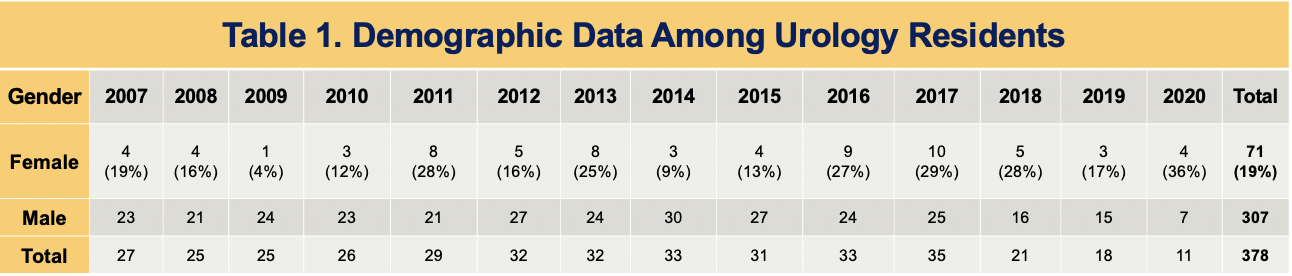 Table 1. Demographic Data Among Urology Residents
Gender 2007 2008 2009 2010 2011 2012 2013 2014 2015 2016 2017 2018 2019 2020 Total
Female 4 (19%) 4 (16%) 1 (4%) 3 (12%) 8 (28%) 5 (16%) 8 (25%) 3 (9%) 4 (13%) 9 (27%) 10 (29%) 5 (28%) 3 (17%) 4 (36%) 71 (19%)
Male 23 21 24 23 21 27 24 30 27 24 25 16 15 7 307
Total 27 25 25 26 29 32 32 33 31 33 35 21 18 11 378